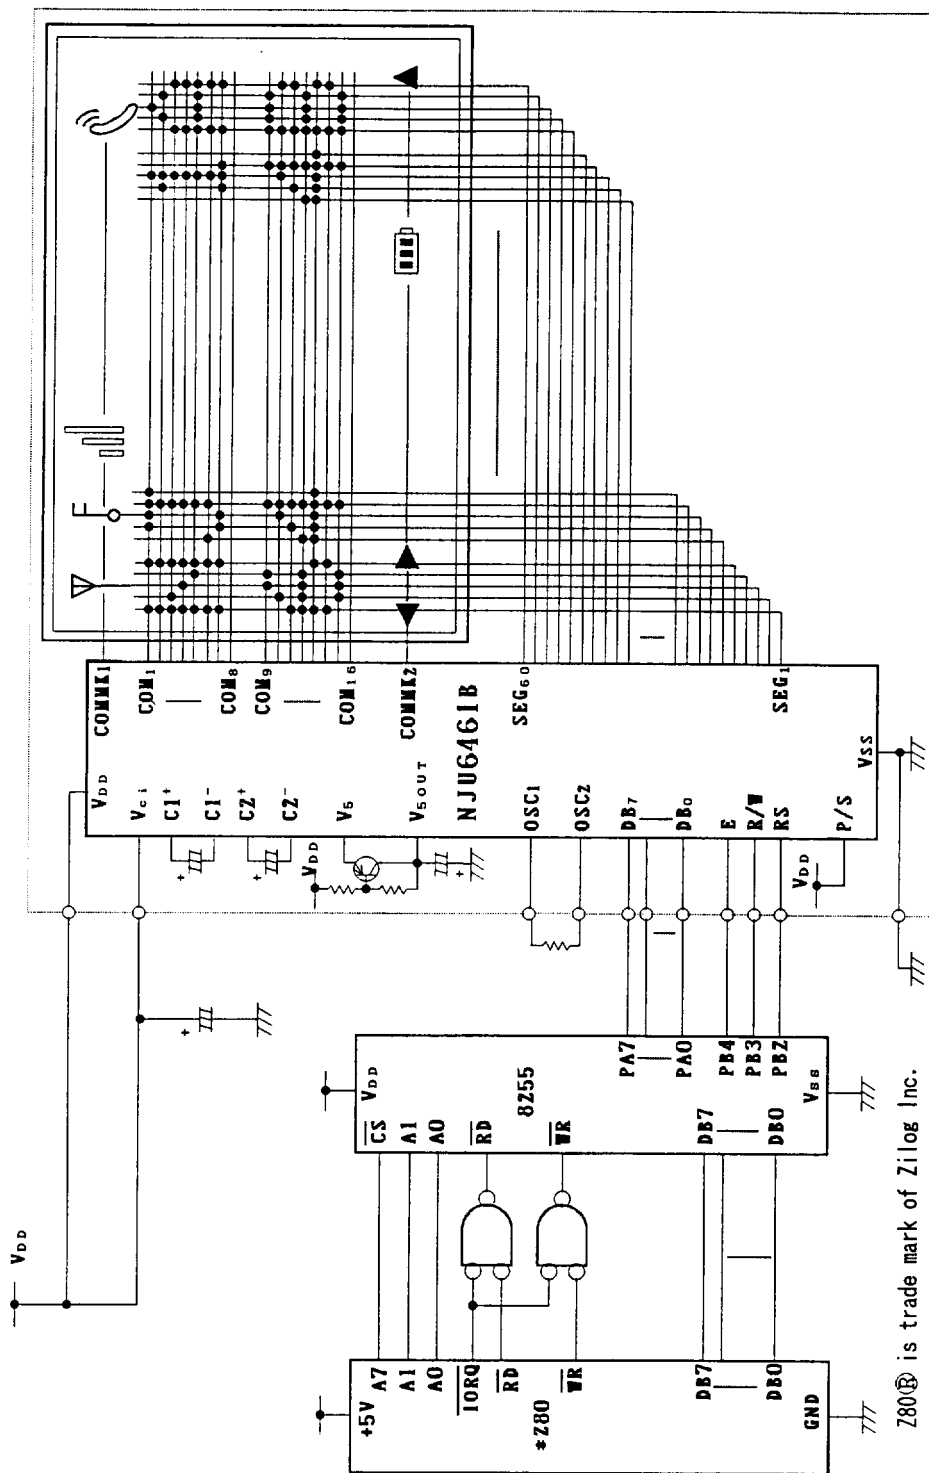 VDD
*Z80
+5V
A7
A1
A0
IORQ
RD
WR
DB7
DB0
GND
8255
VDD
CS
A1
A0
RD
WR
DB7
DB0
PA7
PA0
PB4
PB3
PB2
VSS
NJU6461B
VDD
Vci
C1+
C1-
C2+
C2-
VDD
V5
V5OUT
OSC1
OSC2
DB7
DB0
E
R/W
RS
VDD
P/S
VSS
COMMK1
COM1
COM8
COM9
COM16
COMMK2
SEG60
SEG1
Z80® is trade mark of Zilog Inc.